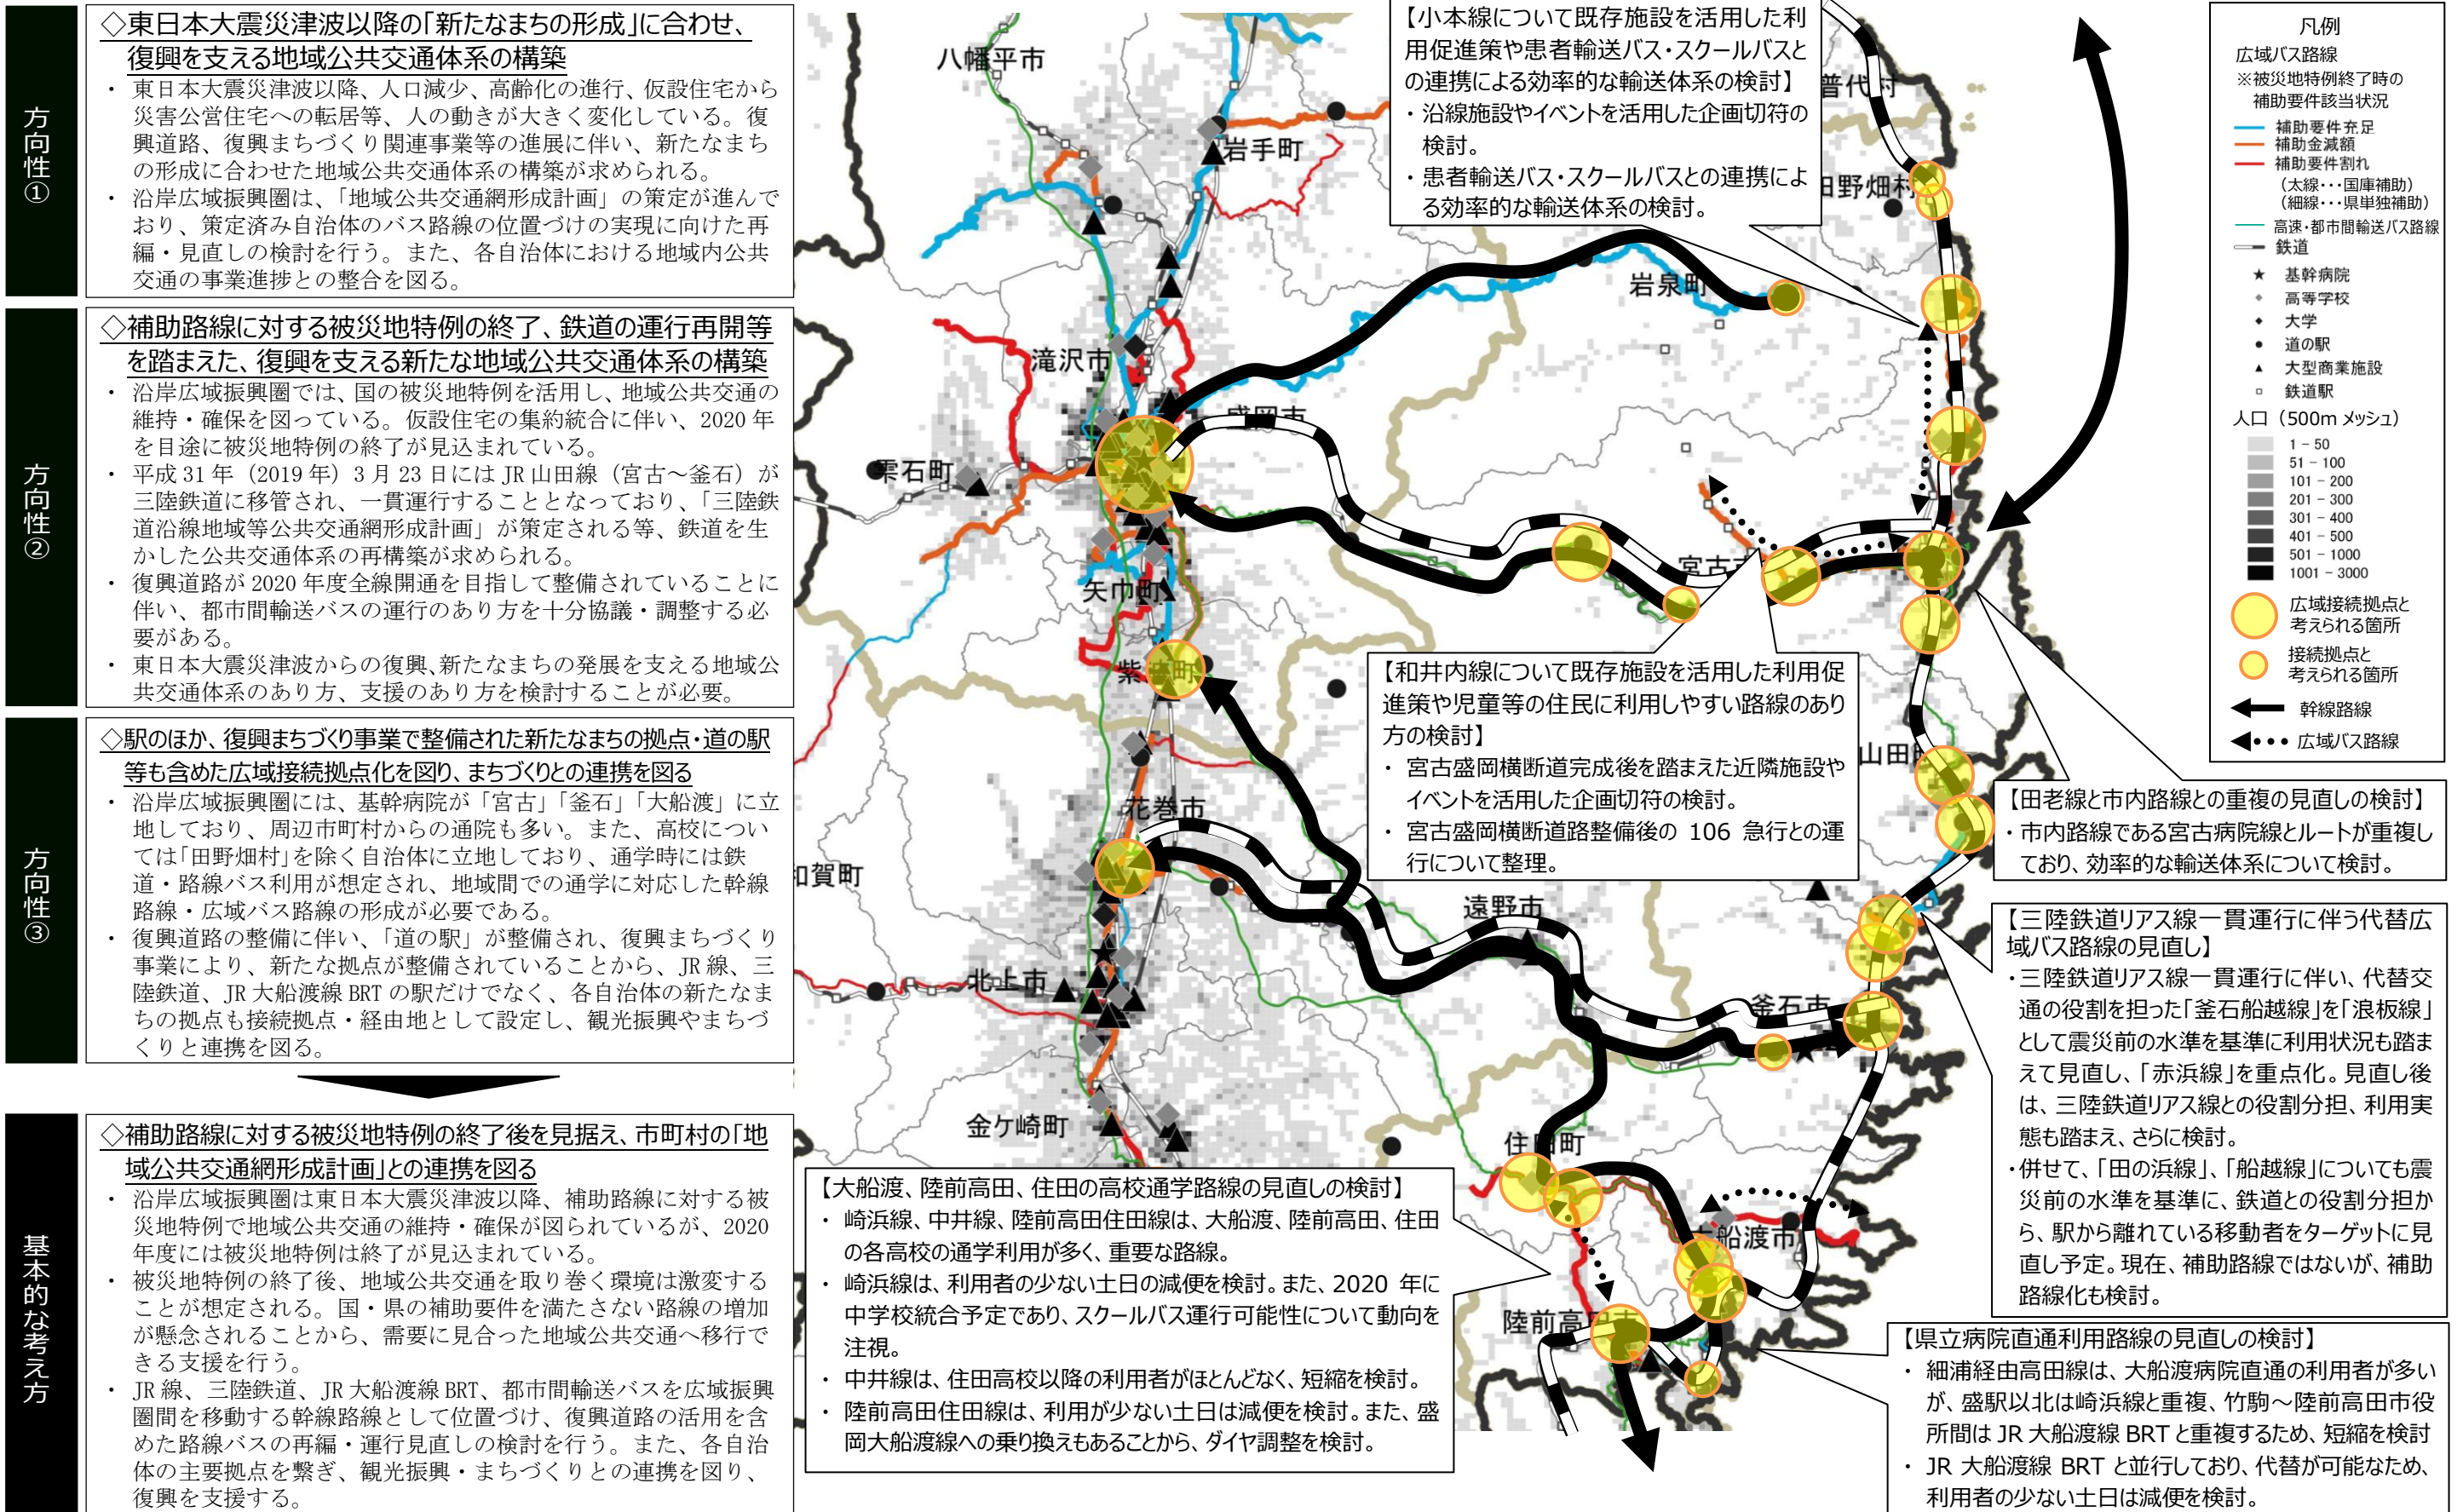 方向性①
◇東日本大震災津波以降の「新たなまちの形成」に合わせ、
復興を支える地域公共交通体系の構築
・ 東日本大震災津波以降、人口減少、高齢化の進行、仮設住宅から
災害公営住宅への転居等、人の動きが大きく変化している。復
興道路、復興まちづくり関連事業等の進展に伴い、新たなまち
の形成に合わせた地域公共交通体系の構築が求められる。
・ 沿岸広域振興圏は、「地域公共交通網形成計画」の策定が進んで
おり、策定済み自治体のバス路線の位置づけの実現に向けた再
編・見直しの検討を行う。また、各自治体における地域内公共
交通の事業進捗との整合を図る。
方向性②
◇補助路線に対する被災地特例の終了、鉄道の運行再開等
を踏まえた、復興を支える新たな地域公共交通体系の構築
・ 沿岸広域振興圏では、国の被災地特例を活用し、地域公共交通の
維持・確保を図っている。仮設住宅の集約統合に伴い、2020 年
を目途に被災地特例の終了が見込まれている。
・ 平成 31 年（2019 年）3 月 23 日には JR 山田線（宮古～釜石）が
三陸鉄道に移管され、一貫運行することとなっており、「三陸鉄
道沿線地域等公共交通網形成計画」が策定される等、鉄道を生
かした公共交通体系の再構築が求められる。
・ 復興道路が 2020 年度全線開通を目指して整備されていることに
伴い、都市間輸送バスの運行のあり方を十分協議・調整する必
要がある。
・ 東日本大震災津波からの復興、新たなまちの発展を支える地域公
共交通体系のあり方、支援のあり方を検討することが必要。
方向性③
◇駅のほか、復興まちづくり事業で整備された新たなまちの拠点・道の駅
等も含めた広域接続拠点化を図り、まちづくりとの連携を図る
・ 沿岸広域振興圏には、基幹病院が「宮古」「釜石」「大船渡」に立
地しており、周辺市町村からの通院も多い。また、高校につい
ては「田野畑村」を除く自治体に立地しており、通学時には鉄
道・路線バス利用が想定され、地域間での通学に対応した幹線
路線・広域バス路線の形成が必要である。
・ 復興道路の整備に伴い、「道の駅」が整備され、復興まちづくり
事業により、新たな拠点が整備されていることから、JR 線、三
陸鉄道、JR 大船渡線 BRT の駅だけでなく、各自治体の新たなま
ちの拠点も接続拠点・経由地として設定し、観光振興やまちづ
くりと連携を図る。
基本的な考え方
◇補助路線に対する被災地特例の終了後を見据え、市町村の「地
域公共交通網形成計画」との連携を図る
・ 沿岸広域振興圏は東日本大震災津波以降、補助路線に対する被
災地特例で地域公共交通の維持・確保が図られているが、2020
年度には被災地特例は終了が見込まれている。
・ 被災地特例の終了後、地域公共交通を取り巻く環境は激変する
ことが想定される。国・県の補助要件を満たさない路線の増加
が懸念されることから、需要に見合った地域公共交通へ移行で
きる支援を行う。
・ JR 線、三陸鉄道、JR 大船渡線 BRT、都市間輸送バスを広域振興
圏間を移動する幹線路線として位置づけ、復興道路の活用を含
めた路線バスの再編・運行見直しの検討を行う。また、各自治
体の主要拠点を繋ぎ、観光振興・まちづくりとの連携を図り、
復興を支援する。
八幡平市
岩手町
普代村
田野畑村
岩泉町
滝沢市
盛岡市
雫石町
宮古市
矢巾町
紫波町
山田町
花巻市
和賀町
遠野市
北上市
釜石市
金ケ崎町
住田町
大船渡市
陸前高田市
【小本線について既存施設を活用した利
用促進策や患者輸送バス・スクールバスと
の連携による効率的な輸送体系の検討】
・沿線施設やイベントを活用した企画切符の
検討。
・患者輸送バス・スクールバスとの連携によ
る効率的な輸送体系の検討。
【和井内線について既存施設を活用した利用促
進策や児童等の住民に利用しやすい路線のあり
方の検討】
・ 宮古盛岡横断道完成後を踏まえた近隣施設や
イベントを活用した企画切符の検討。
・ 宮古盛岡横断道路整備後の 106 急行との運
行について整理。
【田老線と市内路線との重複の見直しの検討】
・市内路線である宮古病院線とルートが重複し
ており、効率的な輸送体系について検討。
【三陸鉄道リアス線一貫運行に伴う代替広
域バス路線の見直し】
・三陸鉄道リアス線一貫運行に伴い、代替交
通の役割を担った「釜石船越線」を「浪板線」
として震災前の水準を基準に利用状況も踏ま
えて見直し、「赤浜線」を重点化。見直し後
は、三陸鉄道リアス線との役割分担、利用実
態も踏まえ、さらに検討。
・併せて、「田の浜線」、「船越線」についても震
災前の水準を基準に、鉄道との役割分担か
ら、駅から離れている移動者をターゲットに見
直し予定。現在、補助路線ではないが、補助
路線化も検討。
【大船渡、陸前高田、住田の高校通学路線の見直しの検討】
・ 崎浜線、中井線、陸前高田住田線は、大船渡、陸前高田、住田
の各高校の通学利用が多く、重要な路線。
・ 崎浜線は、利用者の少ない土日の減便を検討。また、2020 年に
中学校統合予定であり、スクールバス運行可能性について動向を
注視。
・ 中井線は、住田高校以降の利用者がほとんどなく、短縮を検討。
・ 陸前高田住田線は、利用が少ない土日は減便を検討。また、盛
岡大船渡線への乗り換えもあることから、ダイヤ調整を検討。
【県立病院直通利用路線の見直しの検討】
・ 細浦経由高田線は、大船渡病院直通の利用者が多い
が、盛駅以北は崎浜線と重複、竹駒～陸前高田市役
所間は JR 大船渡線 BRT と重複するため、短縮を検討
・ JR 大船渡線 BRT と並行しており、代替が可能なため、
利用者の少ない土日は減便を検討。
凡例
広域バス路線
※被災地特例終了時の
補助要件該当状況
補助要件充足
補助金減額
補助要件割れ
（太線・・・国庫補助）
（細線・・・県単独補助）
高速・都市間輸送バス路線
鉄道
基幹病院
高等学校
大学
道の駅
大型商業施設
鉄道駅
人口（500m メッシュ）
1 - 50
51 - 100
101 - 200
201 - 300
301 - 400
401 - 500
501 - 1000
1001 - 3000
広域接続拠点と
考えられる箇所
接続拠点と
考えられる箇所
幹線路線
広域バス路線